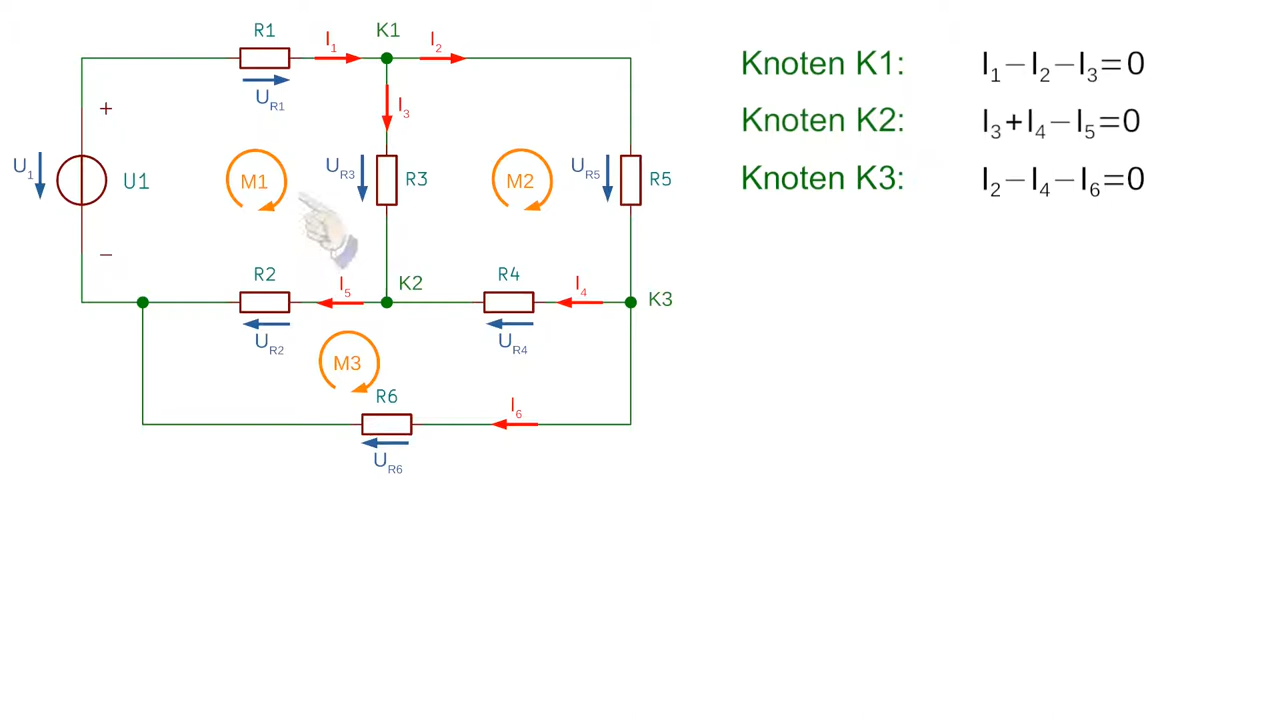 R1
I1
K1
I2
UR1
I3
+
U1
U1
M1
UR3
R3
M2
UR5
R5
−
R2
I5
K2
R4
I4
K3
UR2
UR4
M3
R6
I6
UR6
Knoten K1: I1−I2−I3=0
Knoten K2: I3+I4−I5=0
Knoten K3: I2−I4−I6=0